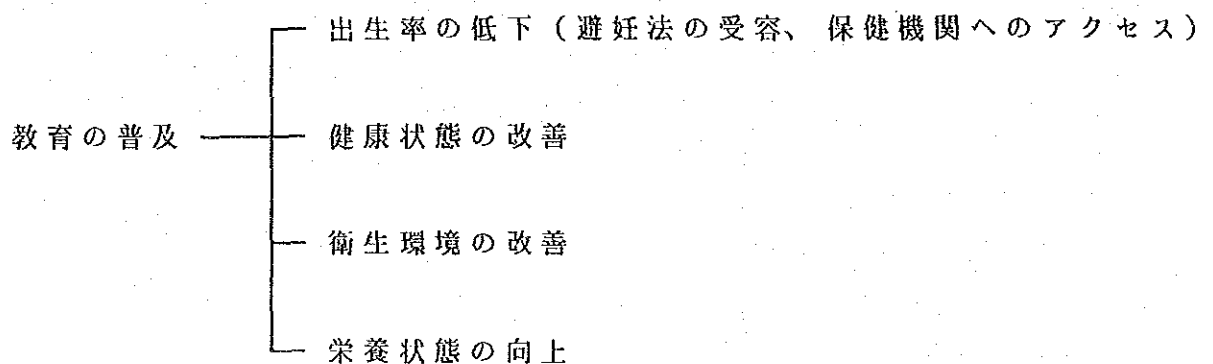 出生率の低下（避妊法の受容、保健機関へのアクセス）
教育の普及
健康状態の改善
衛生環境の改善
栄養状態の向上